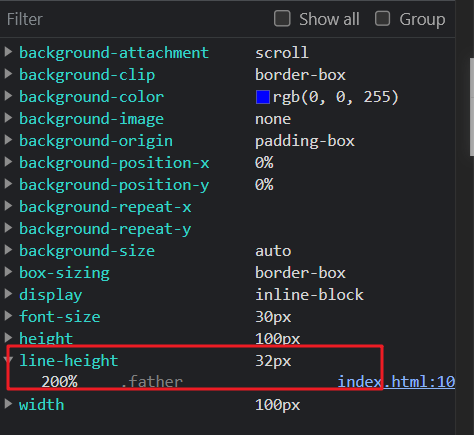 Filter Show all Group
background-attachment scroll
background-clip border-box
background-color rgb(0, 0, 255)
background-image none
background-origin padding-box
background-position-x 0%
background-position-y 0%
background-repeat-x
background-repeat-y
background-size auto
box-sizing border-box
display inline-block
font-size 30px
height 100px
line-height 32px
200% .father index.html:10
width 100px